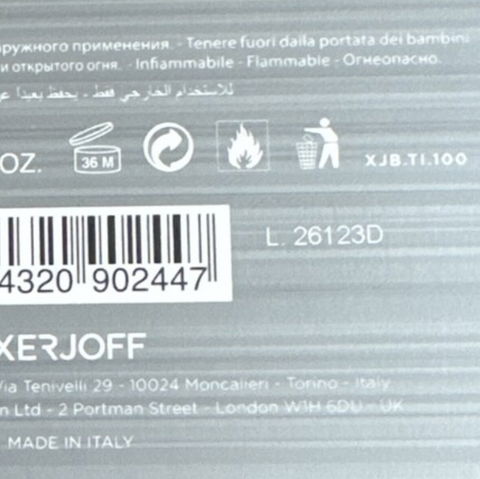 ружного применения. - Tenere fuori dalla portata dei bambini
и открытого огня. - Infiammabile - Flammable - Огнеопасно.
للاستخدام الخارجي فقط - يحفظ بعيدا
OZ. 36 M XJB.TI.100
L. 26123D
4320 902447
XERJOFF
Via Tenivelli 29 - 10024 Moncalieri - Torino - Italy
n Ltd - 2 Portman Street - London W1H 6DU - UK
MADE IN ITALY